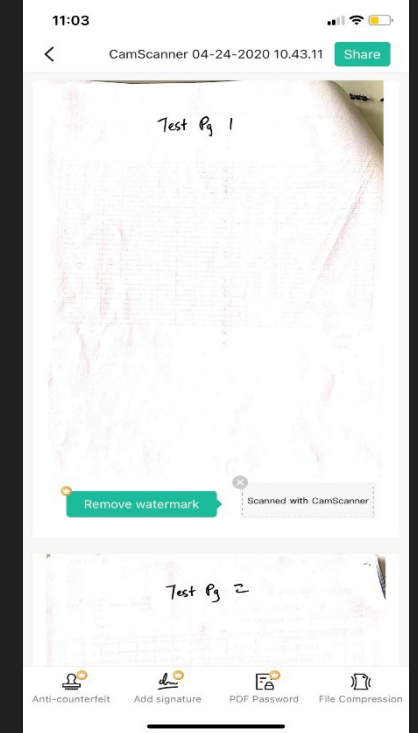 11:03
CamScanner 04-24-2020 10.43.11 Share
Test Pg 1
Remove watermark
Scanned with CamScanner
Test Pg 2
Anti-counterfeit Add signature PDF Password File Compression